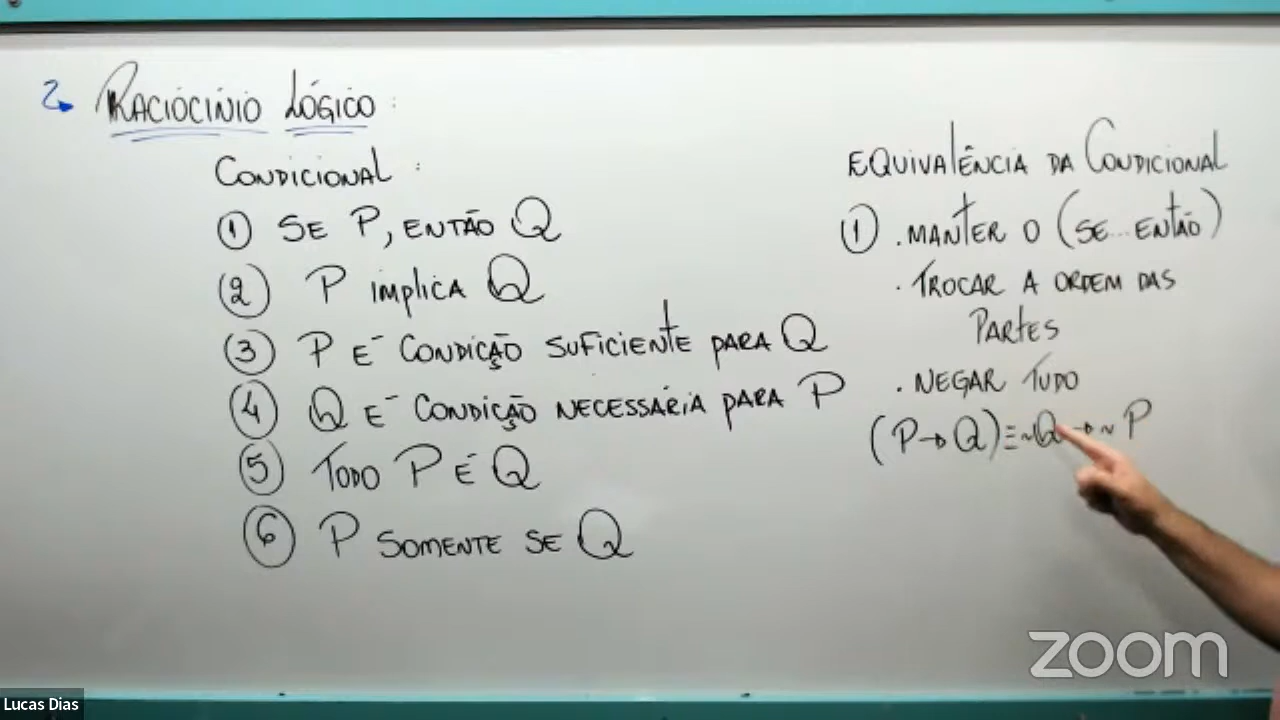 2. RACIOCÍNIO LÓGICO:
CONDICIONAL:
① SE P, ENTÃO Q
② P IMPLICA Q
③ P É CONDIÇÃO SUFICIENTE PARA Q
④ Q É CONDIÇÃO NECESSÁRIA PARA P
⑤ TODO P É Q
⑥ P SOMENTE SE Q
EQUIVALÊNCIA DA CONDICIONAL
① . MANTER O (SE... ENTÃO)
. TROCAR A ORDEM DAS
PARTES
. NEGAR TUDO
(P→Q)≡~Q→~P
zoom
Lucas Dias